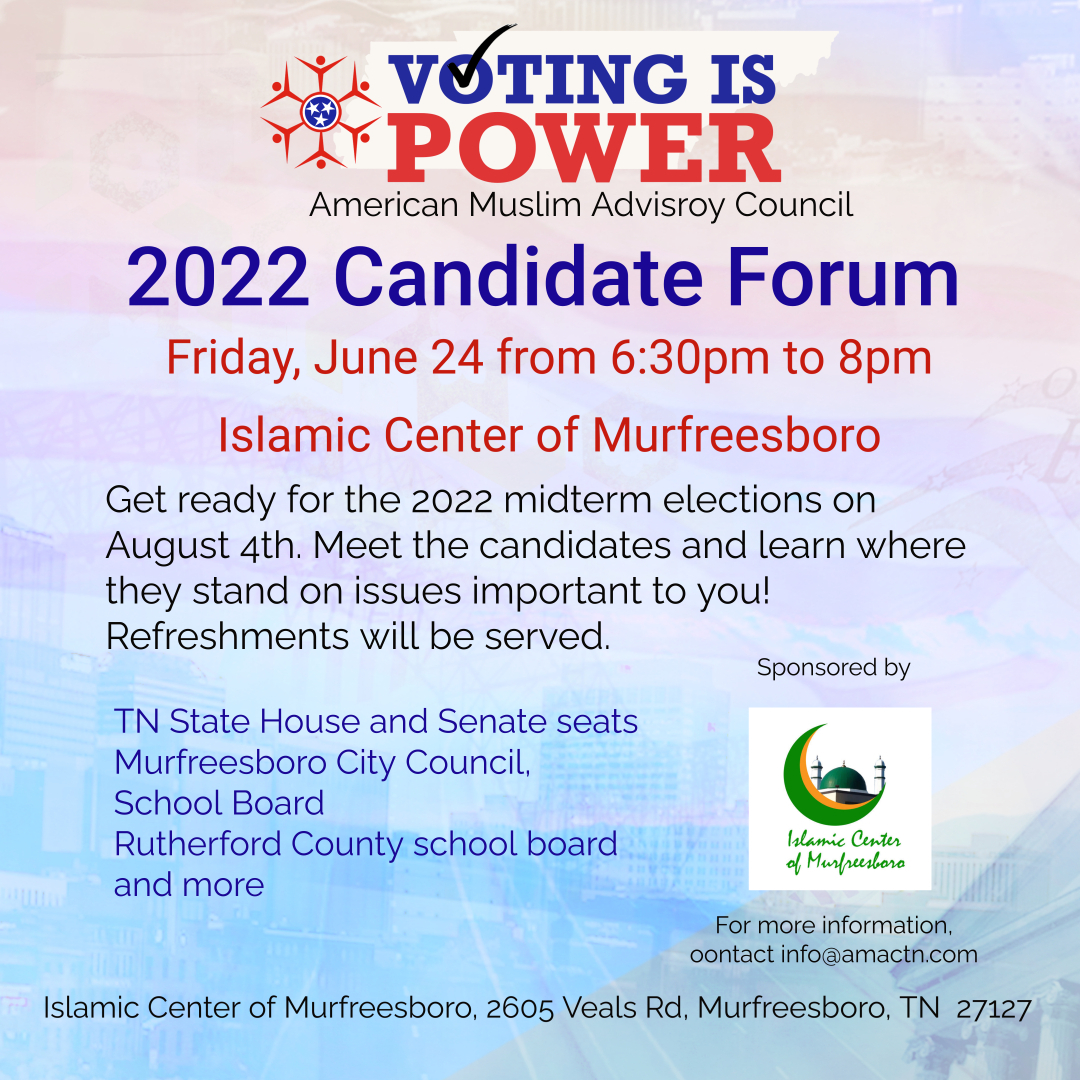 VOTING IS
POWER
American Muslim Advisroy Council
2022 Candidate Forum
Friday, June 24 from 6:30pm to 8pm
Islamic Center of Murfreesboro
Get ready for the 2022 midterm elections on
August 4th. Meet the candidates and learn where
they stand on issues important to you!
Refreshments will be served.
Sponsored by
TN State House and Senate seats
Murfreesboro City Council,
School Board
Rutherford County school board
and more
Islamic Center
of Murfreesboro
For more information,
oontact info@amactn.com
Islamic Center of Murfreesboro, 2605 Veals Rd, Murfreesboro, TN 27127